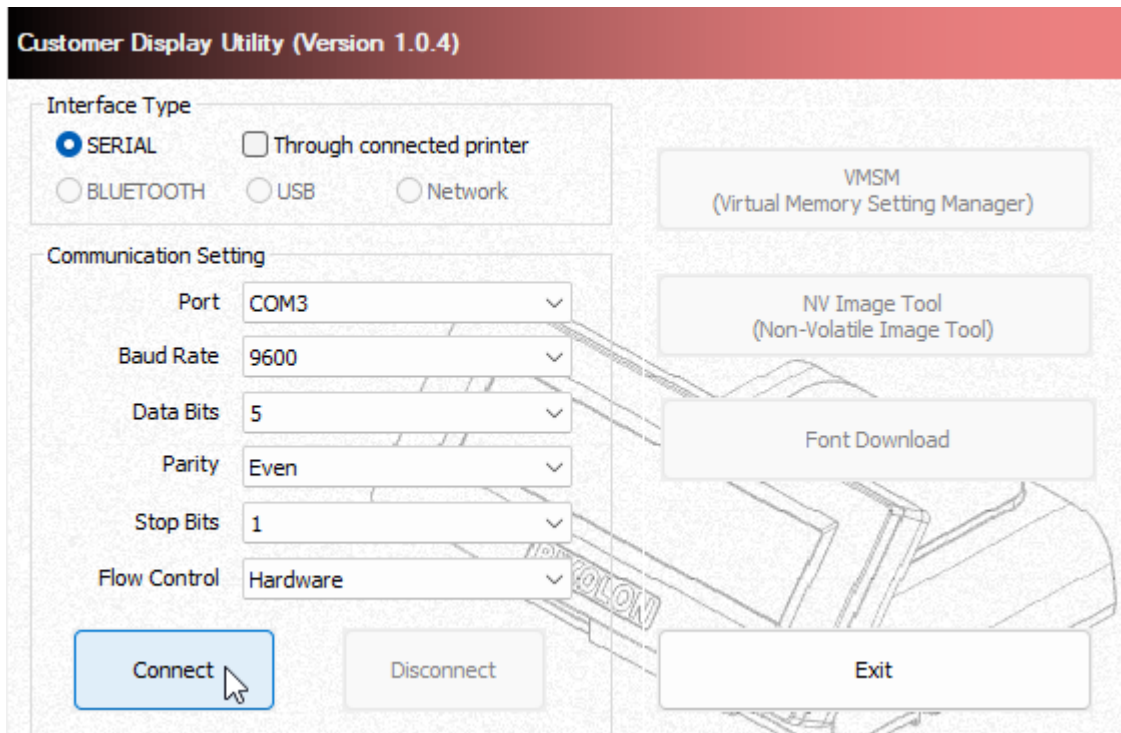 Customer Display Utility (Version 1.0.4)
Interface Type
SERIAL Through connected printer
BLUETOOTH USB Network
Communication Setting
Port COM3
Baud Rate 9600
Data Bits 5
Parity Even
Stop Bits 1
Flow Control Hardware
Connect Disconnect
VMSM
(Virtual Memory Setting Manager)
NV Image Tool
(Non-Volatile Image Tool)
Font Download
BIXOLON
Exit